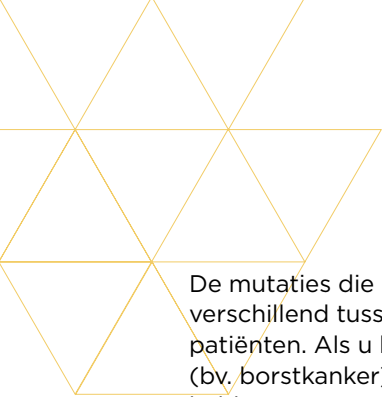 De mutaties die
verschillend tuss
patiënten. Als u
(bv. borstkanker)